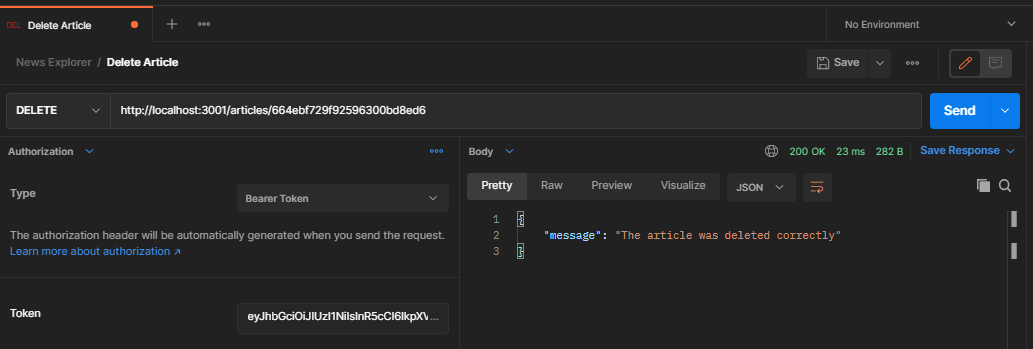 DEL Delete Article
No Environment
News Explorer / Delete Article
Save
DELETE
http://localhost:3001/articles/664ebf729f92596300bd8ed6
Send
Authorization
Body
200 OK 23 ms 282 B Save Response
Type
Bearer Token
The authorization header will be automatically generated when you send the request.
Learn more about authorization ↗
Token
eyJhbGciOiJIUzI1NiIsInR5cCI6IkpXV...
Pretty Raw Preview Visualize JSON
1 {
2 "message": "The article was deleted correctly"
3 }